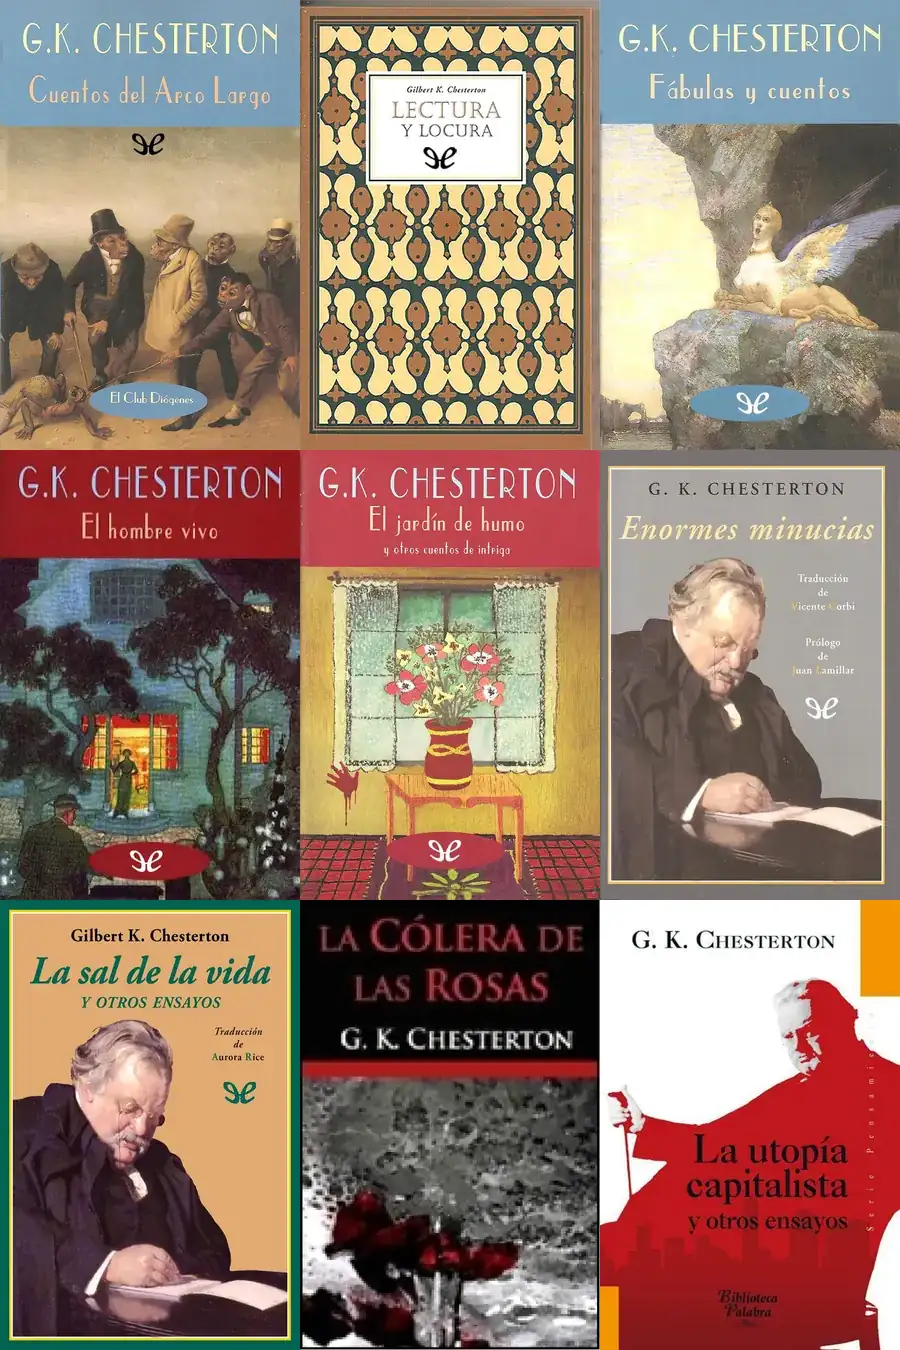 G.K. CHESTERTON
Cuentos del Arco Largo
El Club Diógenes
Gilbert K. Chesterton
LECTURA
Y LOCURA
G.K. CHESTERTON
Fábulas y cuentos
G.K. CHESTERTON
El hombre vivo
G.K. CHESTERTON
El jardín de humo
y otros cuentos de intriga
G. K. CHESTERTON
Enormes minucias
Traducción
de
Vicente Corbi
Prólogo
de
Juan Lamillar
Gilbert K. Chesterton
La sal de la vida
Y OTROS ENSAYOS
Traducción
de
Aurora Rice
LA CÓLERA DE
LAS ROSAS
G. K. CHESTERTON
G. K. CHESTERTON
La utopía
capitalista
y otros ensayos
Serie Pensamie
Biblioteca
Palabra